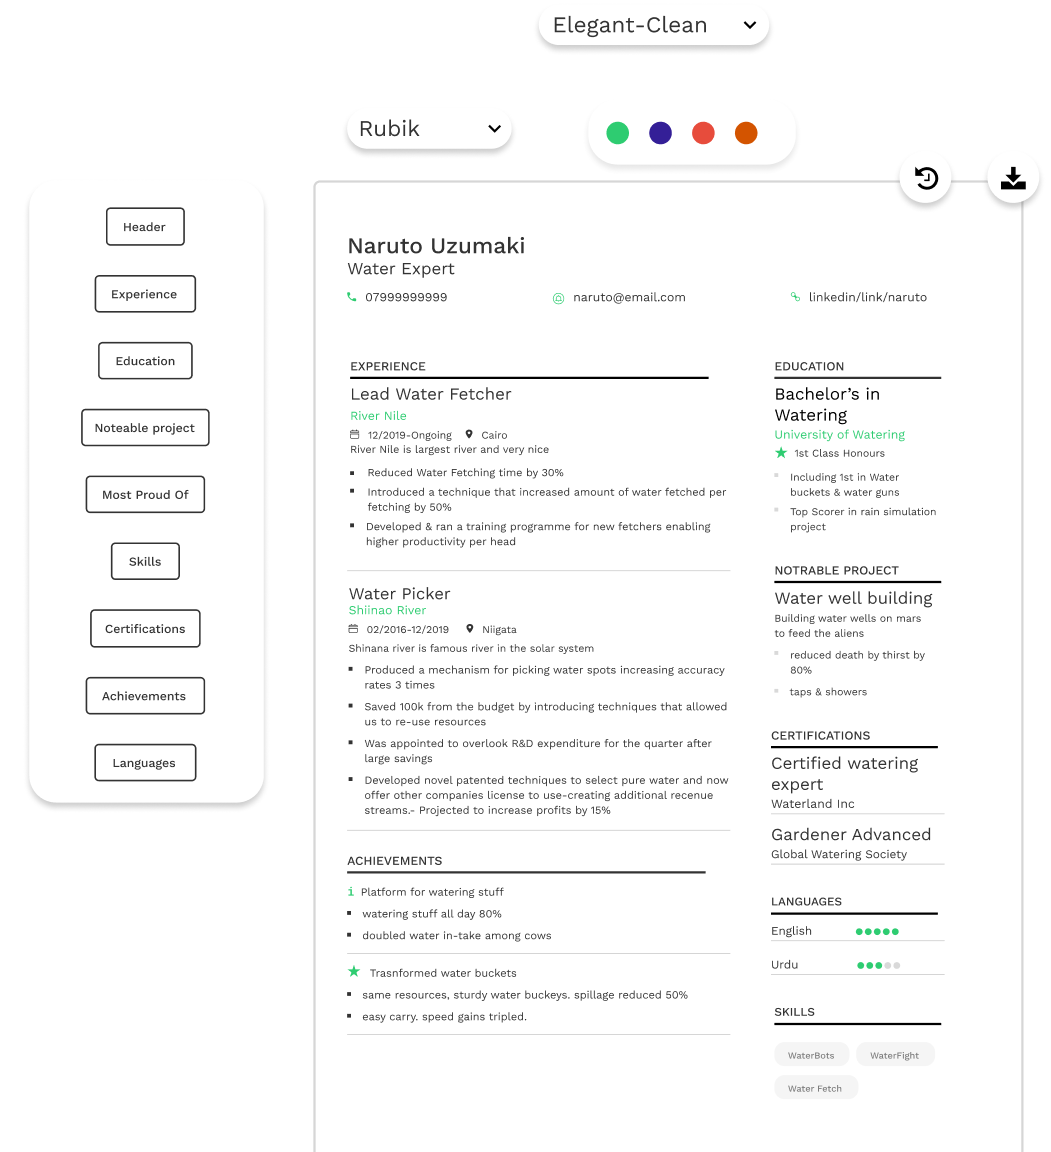 Elegant-Clean
Rubik
Header
Experience
Education
Noteable project
Most Proud Of
Skills
Certifications
Achievements
Languages
Naruto Uzumaki
Water Expert
07999999999
naruto@email.com
linkedin/link/naruto
EXPERIENCE
Lead Water Fetcher
River Nile
12/2019-Ongoing
Cairo
River Nile is largest river and very nice
Reduced Water Fetching time by 30%
Introduced a technique that increased amount of water fetched per
fetching by 50%
Developed & ran a training programme for new fetchers enabling
higher productivity per head
Water Picker
Shiinao River
02/2016-12/2019
Niigata
Shinana river is famous river in the solar system
Produced a mechanism for picking water spots increasing accuracy
rates 3 times
Saved 100k from the budget by introducing techniques that allowed
us to re-use resources
Was appointed to overlook R&D expenditure for the quarter after
large savings
Developed novel patented techniques to select pure water and now
offer other companies license to use-creating additional revenue
streams.- Projected to increase profits by 15%
ACHIEVEMENTS
Platform for watering stuff
watering stuff all day 80%
doubled water in-take among cows
Trasnformed water buckets
same resources, sturdy water buckeys. spillage reduced 50%
easy carry. speed gains tripled.
EDUCATION
Bachelor’s in
Watering
University of Watering
1st Class Honours
Including 1st in Water
buckets & water guns
Top Scorer in rain simulation
project
NOTRABLE PROJECT
Water well building
Building water wells on mars
to feed the aliens
reduced death by thirst by
80%
taps & showers
CERTIFICATIONS
Certified watering
expert
Waterland Inc
Gardener Advanced
Global Watering Society
LANGUAGES
English
Urdu
SKILLS
WaterBots
WaterFight
Water Fetch